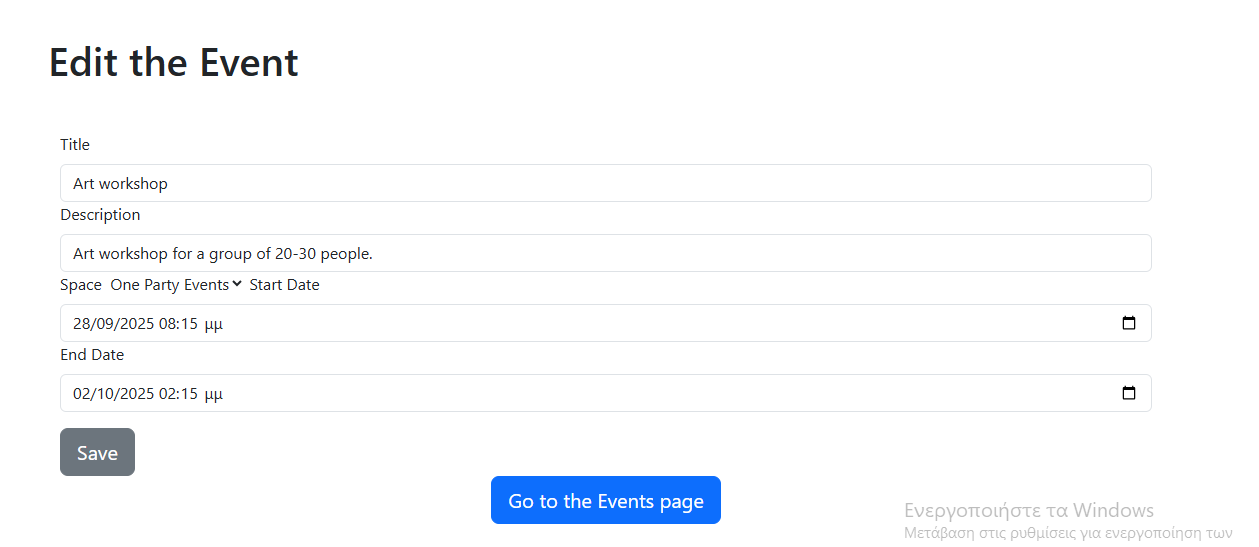 Edit the Event
Title
Art workshop
Description
Art workshop for a group of 20-30 people.
Space One Party Events Start Date
28/09/2025 08:15 μμ
End Date
02/10/2025 02:15 μμ
Save
Go to the Events page
Ενεργοποιήστε τα Windows
Μετάβαση στις ρυθμίσεις για ενεργοποίηση των